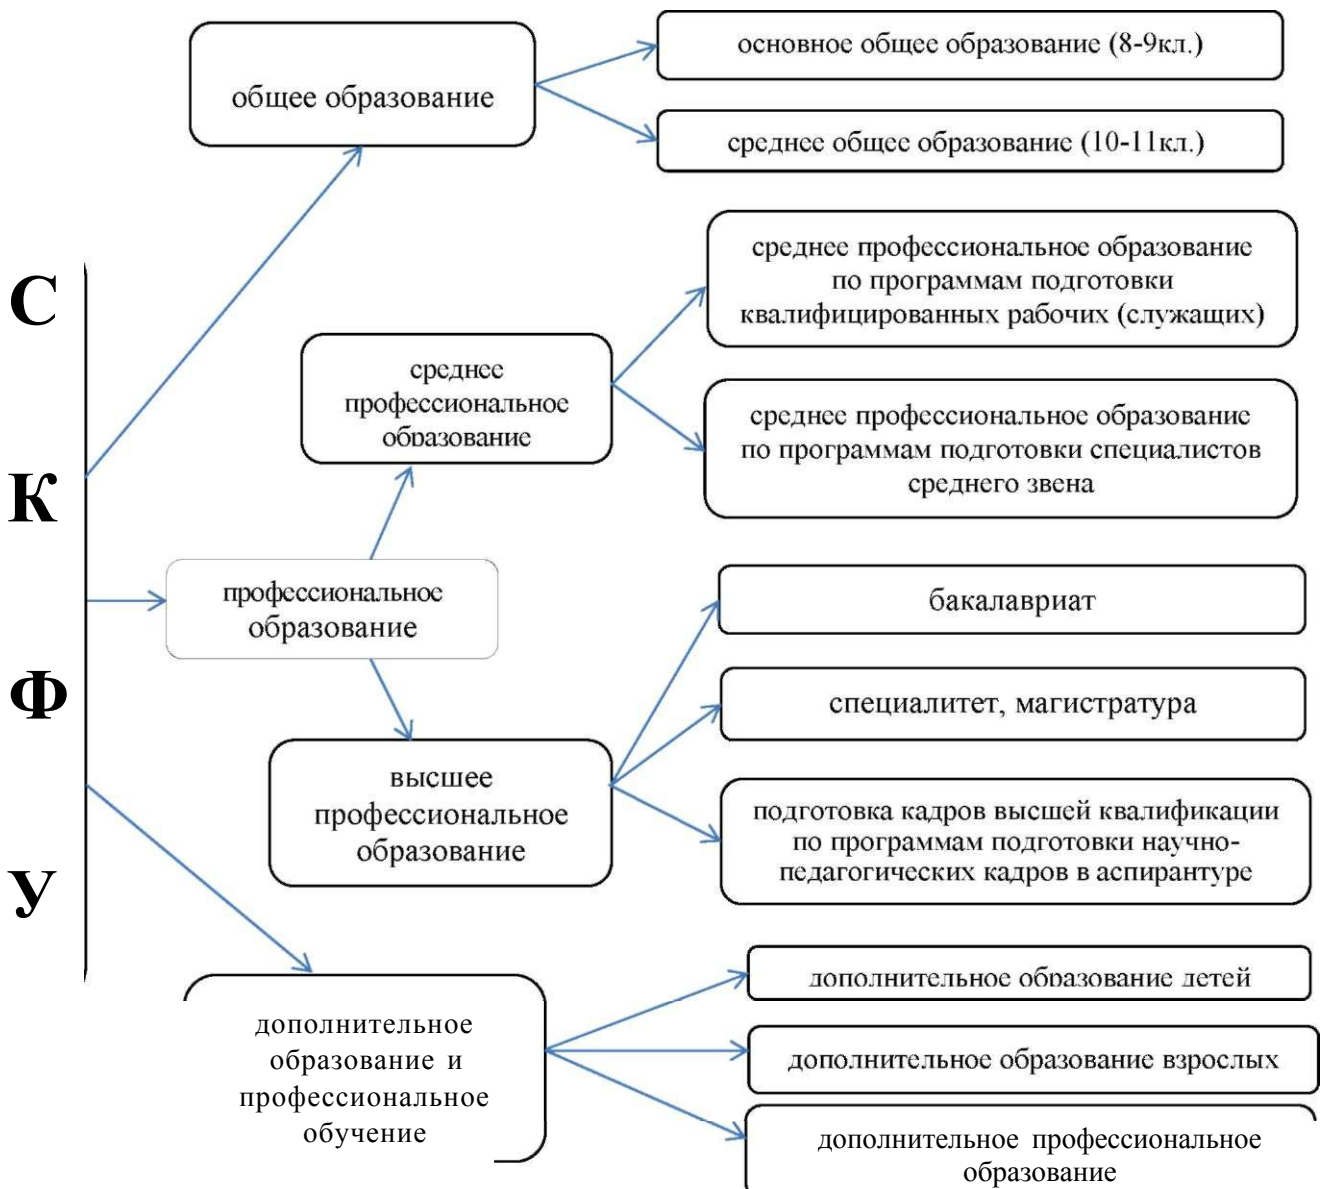 С
К
Ф
У
общее образование
основное общее образование (8-9кл.)
среднее общее образование (10-11кл.)
профессиональное
образование
среднее
профессиональное
образование
среднее профессиональное образование
по программам подготовки
квалифицированных рабочих (служащих)
среднее профессиональное образование
по программам подготовки специалистов
среднего звена
высшее
профессиональное
образование
бакалавриат
специалитет, магистратура
подготовка кадров высшей квалификации
по программам подготовки научно-
педагогических кадров в аспирантуре
дополнительное
образование и
профессиональное
обучение
дополнительное образование детей
дополнительное образование взрослых
дополнительное профессиональное
образование